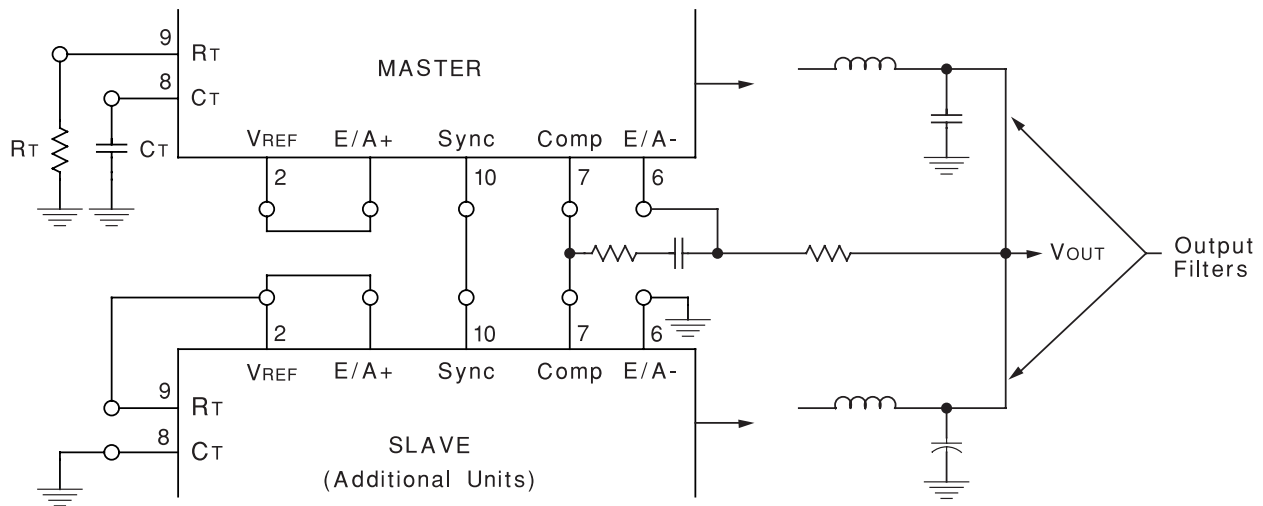 9
RT
MASTER
8
CT
RT
CT
VREF E/A+ Sync Comp E/A-
2 10 7 6
VOUT
Output
Filters
2 10 7 6
VREF E/A+ Sync Comp E/A-
9
RT
8
CT
SLAVE
(Additional Units)